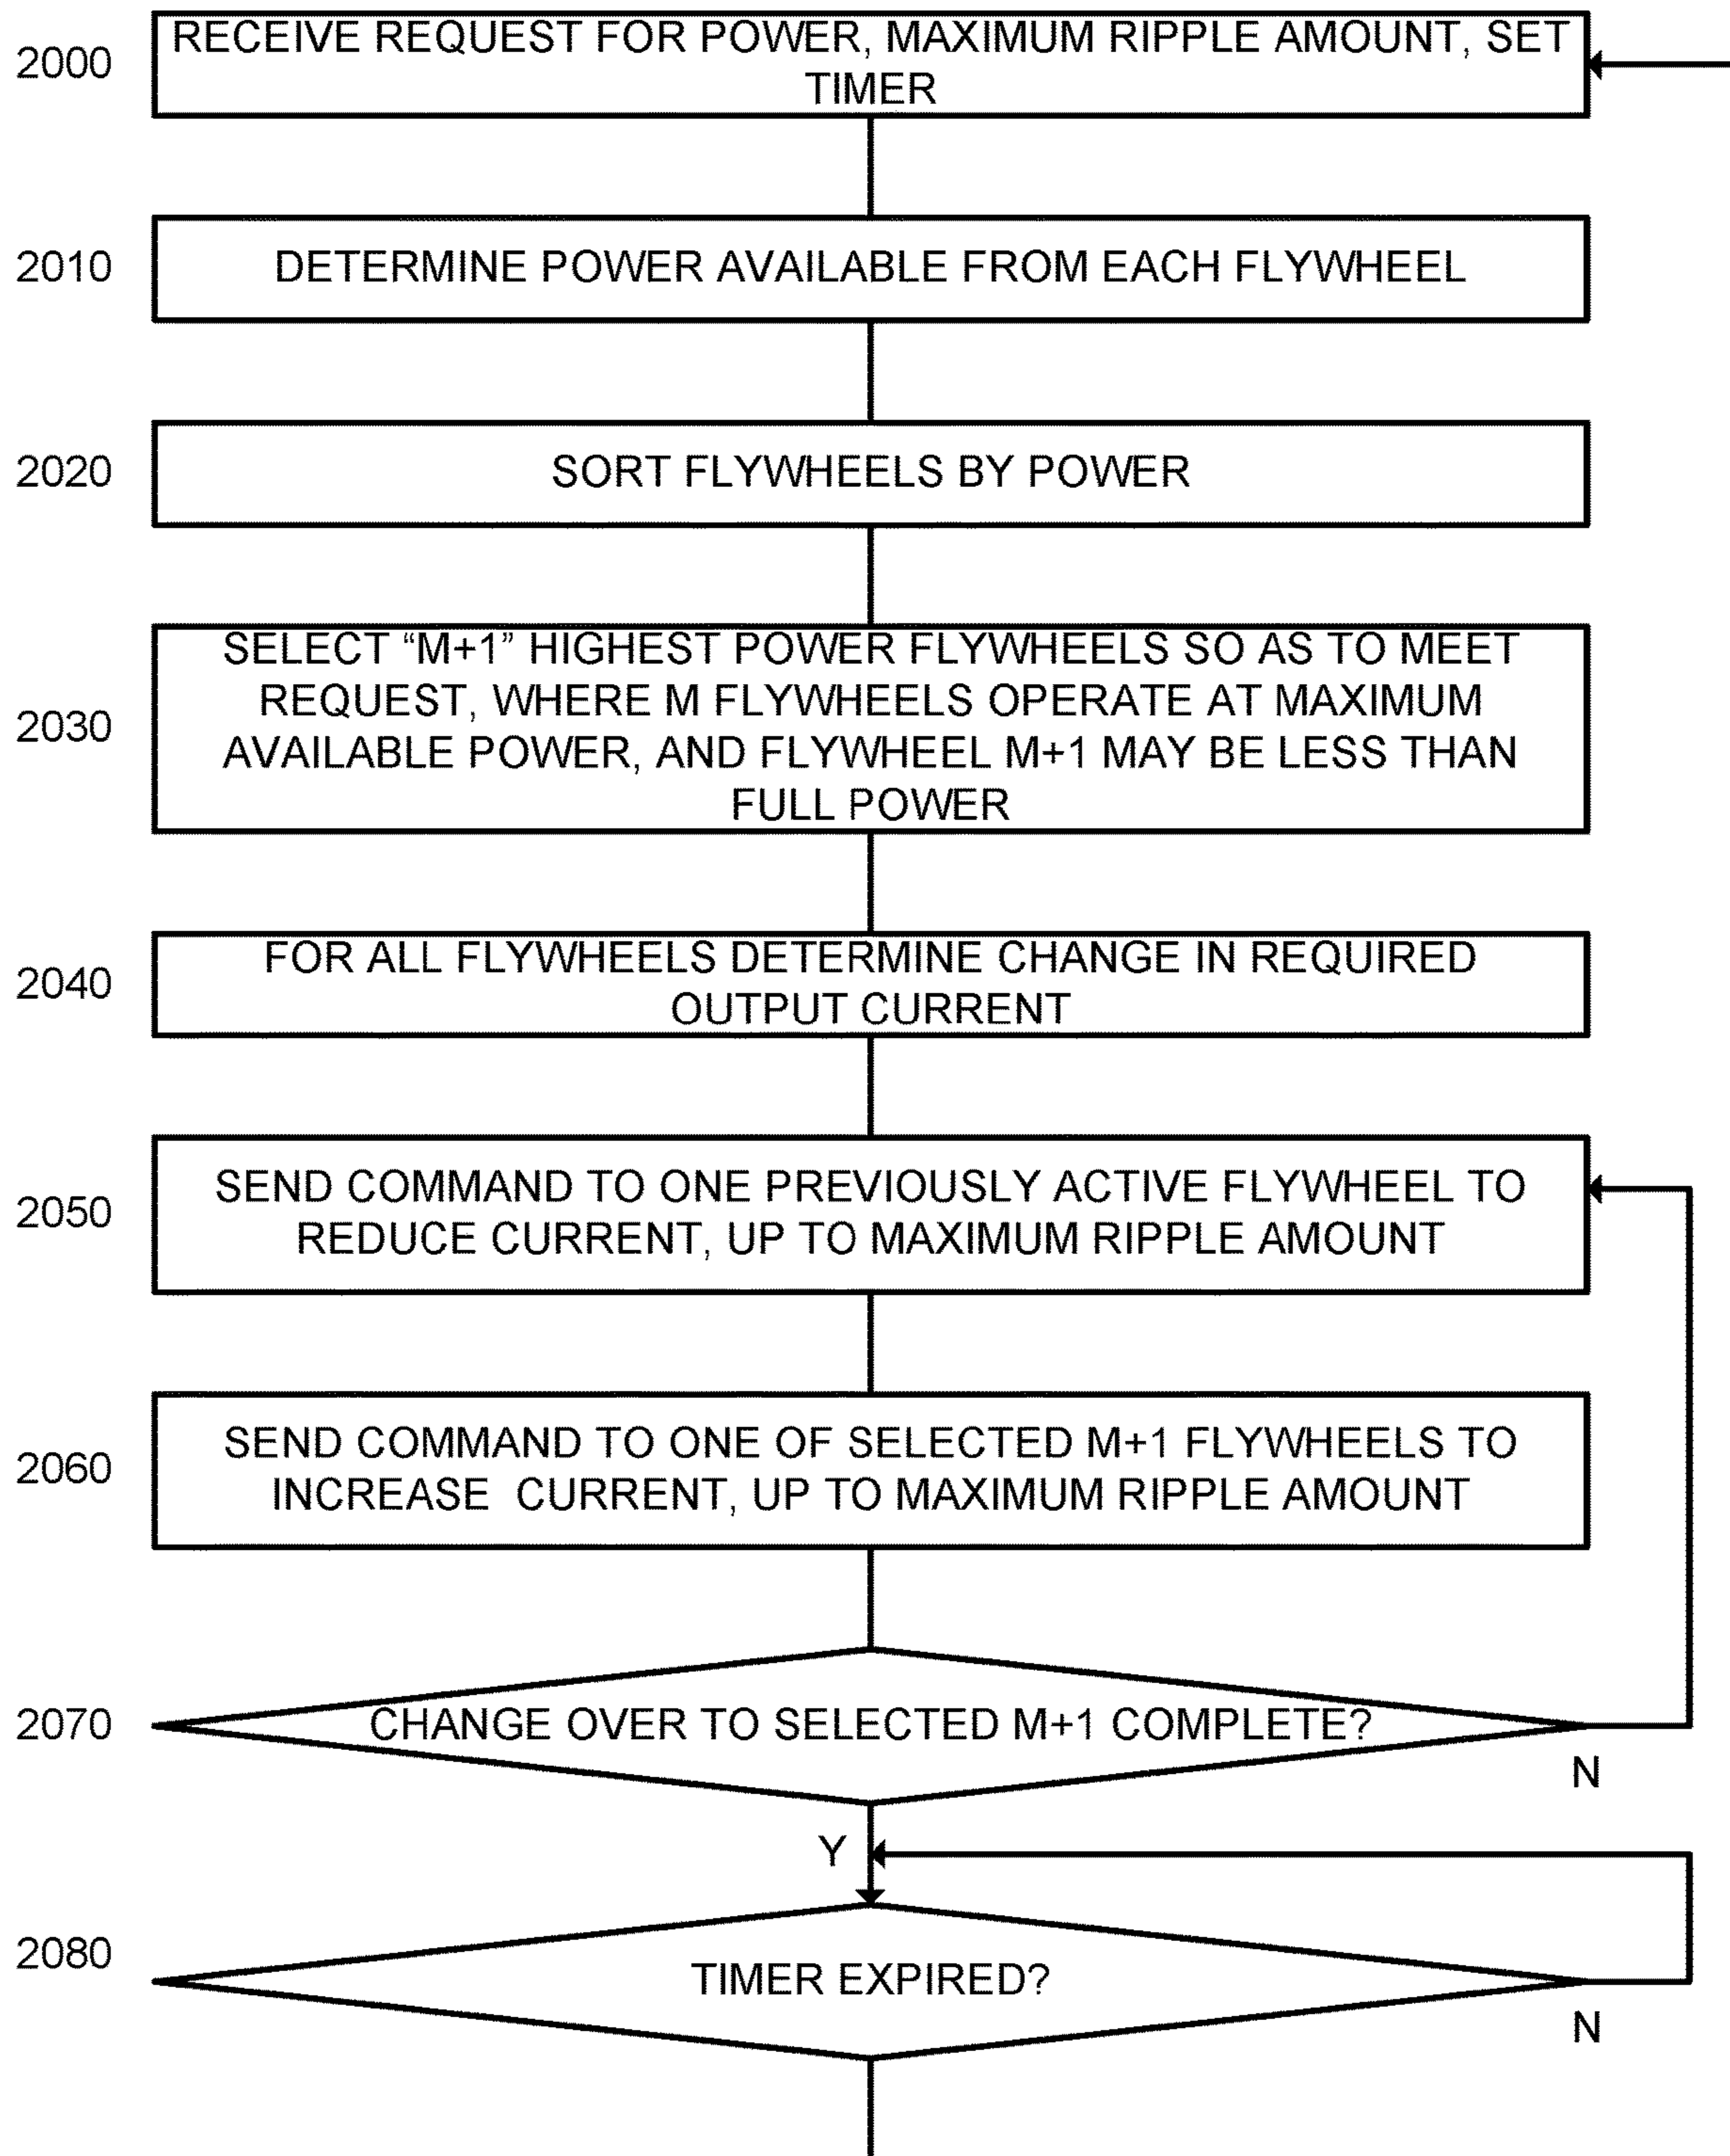 2000
RECEIVE REQUEST FOR POWER, MAXIMUM RIPPLE AMOUNT, SET
TIMER
2010
DETERMINE POWER AVAILABLE FROM EACH FLYWHEEL
2020
SORT FLYWHEELS BY POWER
2030
SELECT “M+1” HIGHEST POWER FLYWHEELS SO AS TO MEET
REQUEST, WHERE M FLYWHEELS OPERATE AT MAXIMUM
AVAILABLE POWER, AND FLYWHEEL M+1 MAY BE LESS THAN
FULL POWER
2040
FOR ALL FLYWHEELS DETERMINE CHANGE IN REQUIRED
OUTPUT CURRENT
2050
SEND COMMAND TO ONE PREVIOUSLY ACTIVE FLYWHEEL TO
REDUCE CURRENT, UP TO MAXIMUM RIPPLE AMOUNT
2060
SEND COMMAND TO ONE OF SELECTED M+1 FLYWHEELS TO
INCREASE CURRENT, UP TO MAXIMUM RIPPLE AMOUNT
2070
CHANGE OVER TO SELECTED M+1 COMPLETE?
N
Y
2080
TIMER EXPIRED?
N